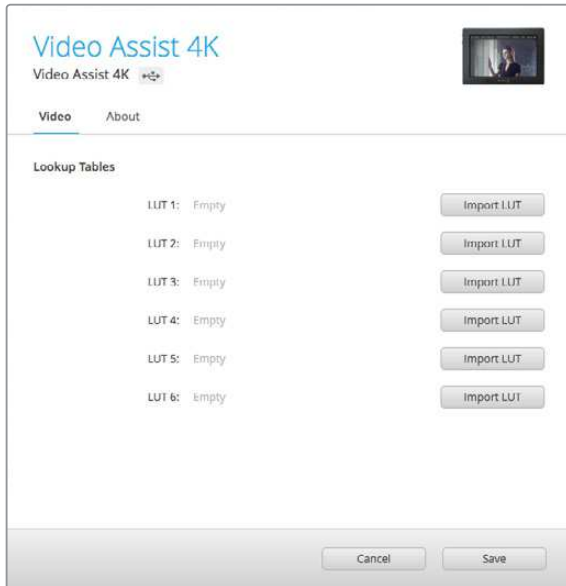 Video Assist 4K
Video Assist 4K
Video About
Lookup Tables
LUT 1: Empty Import LUT
LUT 2: Empty Import LUT
LUT 3: Empty Import LUT
LUT 4: Empty Import LUT
LUT 5: Empty Import LUT
LUT 6: Empty Import LUT
Cancel Save